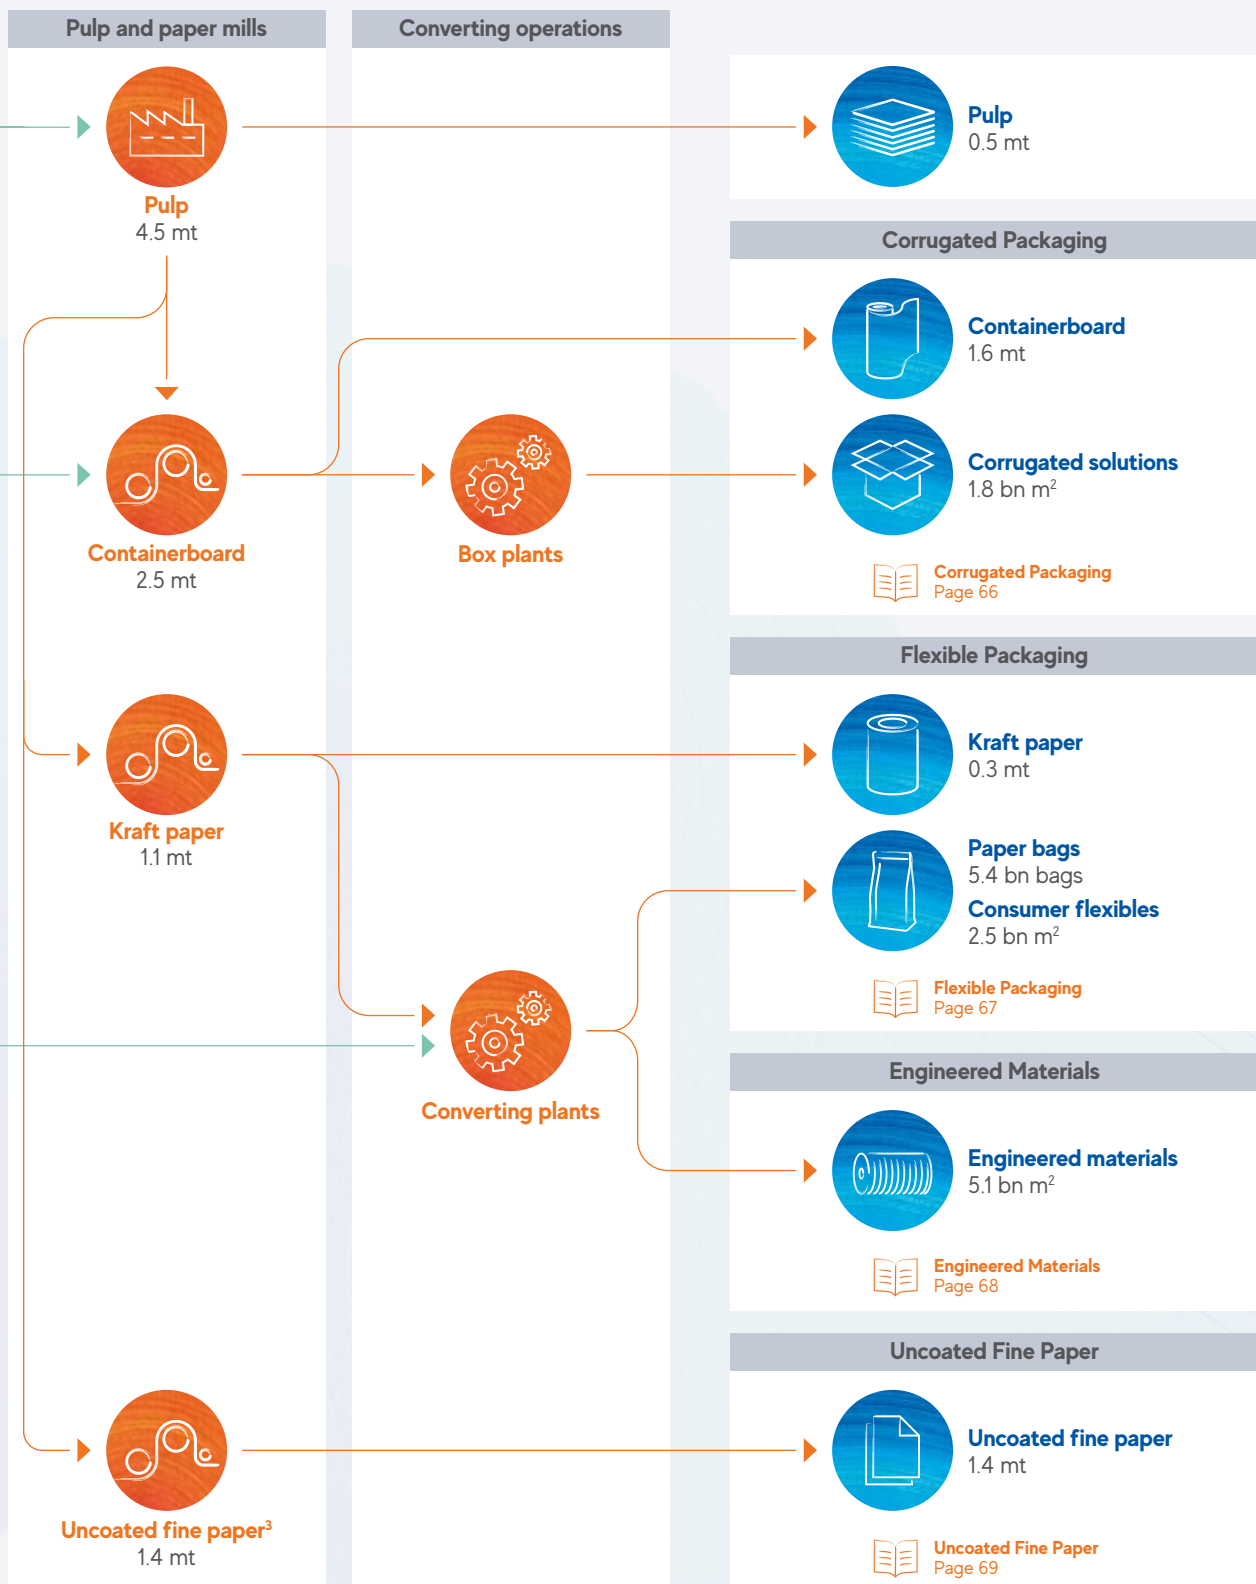 Pulp and paper mills
Converting operations
Pulp
4.5 mt
Containerboard
2.5 mt
Kraft paper
1.1 mt
Uncoated fine paper³
1.4 mt
Box plants
Converting plants
Pulp
0.5 mt
Corrugated Packaging
Containerboard
1.6 mt
Corrugated solutions
1.8 bn m²
Corrugated Packaging
Page 66
Flexible Packaging
Kraft paper
0.3 mt
Paper bags
5.4 bn bags
Consumer flexibles
2.5 bn m²
Flexible Packaging
Page 67
Engineered Materials
Engineered materials
5.1 bn m²
Engineered Materials
Page 68
Uncoated Fine Paper
Uncoated fine paper
1.4 mt
Uncoated Fine Paper
Page 69